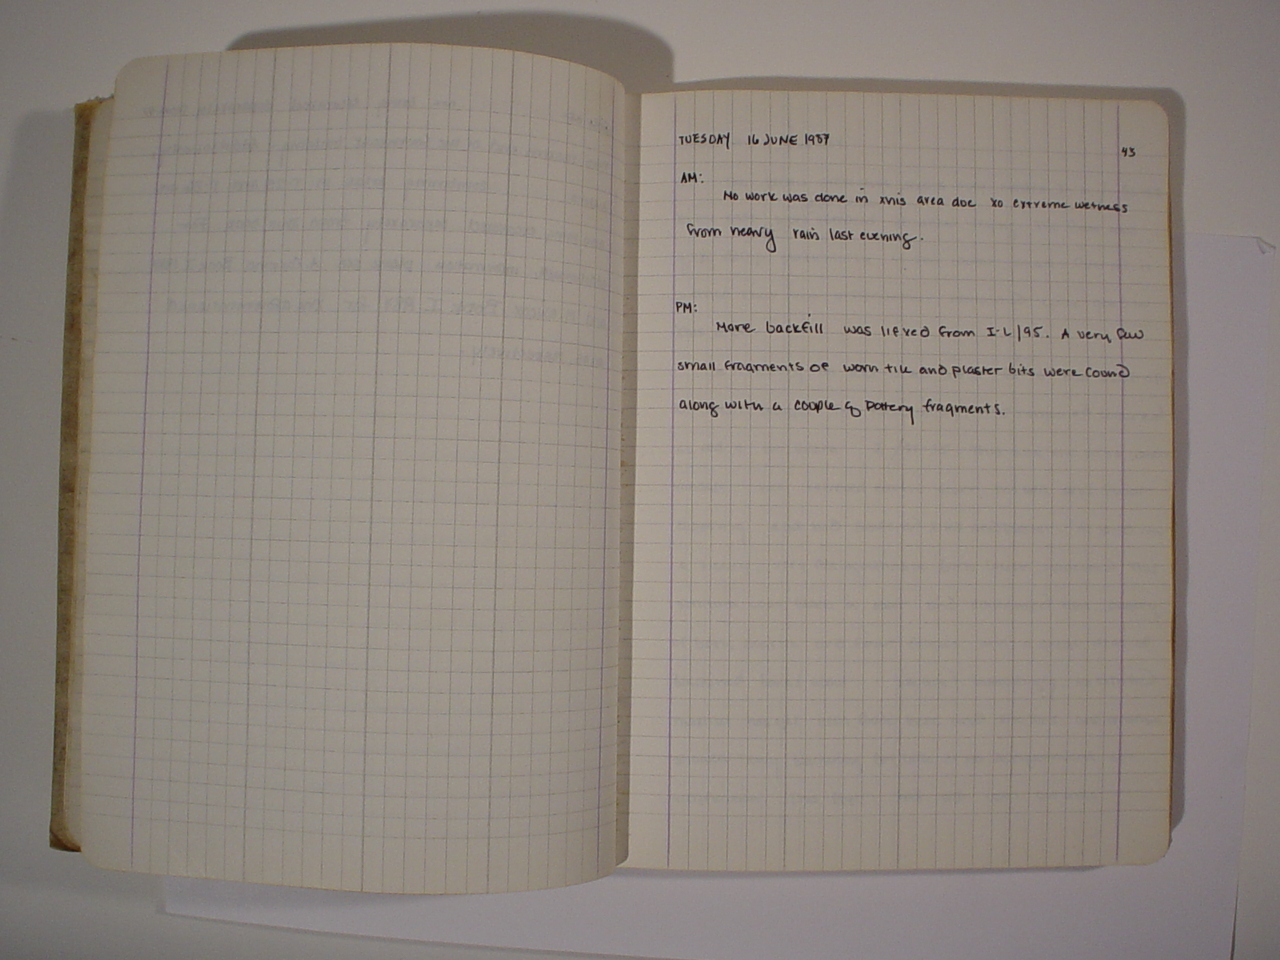 TUESDAY 16 JUNE 1987
43
AM:
No work was done in this area doe to extreme wetness
from heavy rain last evening.
PM:
More backfill was lifted from I-L/95. A very few
small fragments of worn tile and plaster bits were found
along with a couple of pottery fragments.